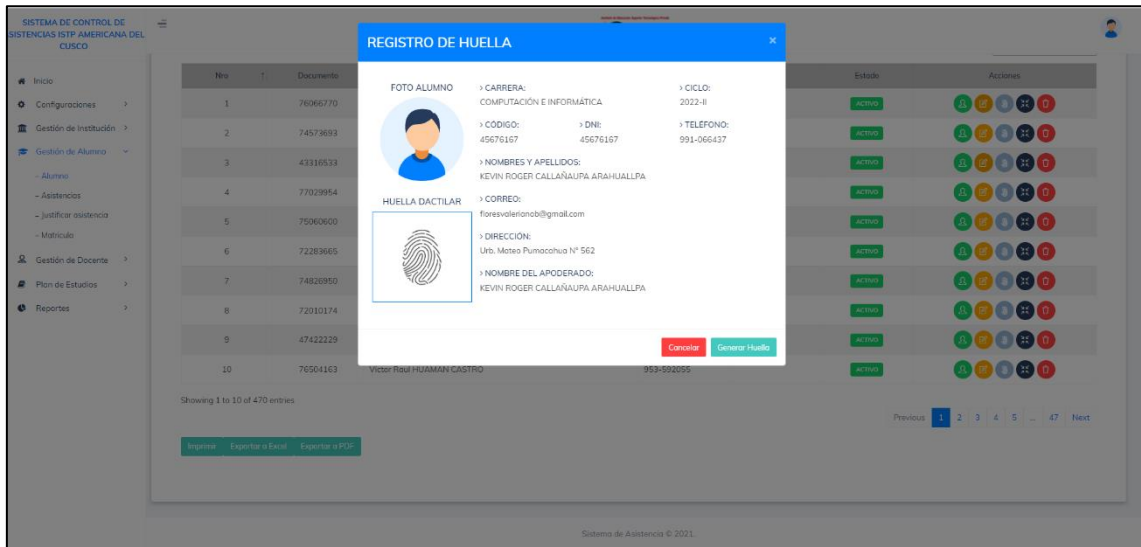 SISTEMA DE CONTROL DE
SISTENCIAS ISTP AMERICANA DEL
CUSCO
Inicio
Configuraciones
Gestión de Institución
Gestión de Alumno
– Alumno
– Asistencias
– Justificar asistencia
– Matricula
Gestión de Docente
Plan de Estudios
Reportes
REGISTRO DE HUELLA ×
FOTO ALUMNO
HUELLA DACTILAR
› CARRERA: › CICLO:
COMPUTACIÓN E INFORMÁTICA 2022-II
› CÓDIGO: › DNI: › TELÉFONO:
45676167 45676167 991-066437
› NOMBRES Y APELLIDOS:
KEVIN ROGER CALLAÑAUPA ARAHUALLPA
› CORREO:
floresvalerianob@gmail.com
› DIRECCIÓN:
Urb. Mateo Pumacahua N° 562
› NOMBRE DEL APODERADO:
KEVIN ROGER CALLAÑAUPA ARAHUALLPA
Cancelar Generar Huella
Nro Documento Estado Acciones
1 76066770 ACTIVO
2 74573693 ACTIVO
3 43316533 ACTIVO
4 77029954 ACTIVO
5 75060600 ACTIVO
6 72283665 ACTIVO
7 74826950 ACTIVO
8 72010174 ACTIVO
9 47422229 ACTIVO
10 76504163 Victor Raul HUAMAN CASTRO 953-592055 ACTIVO
Showing 1 to 10 of 470 entries
Previous 1 2 3 4 5 ... 47 Next
Imprimir Exportar a Excel Exportar a PDF
Sistema de Asistencia © 2021.